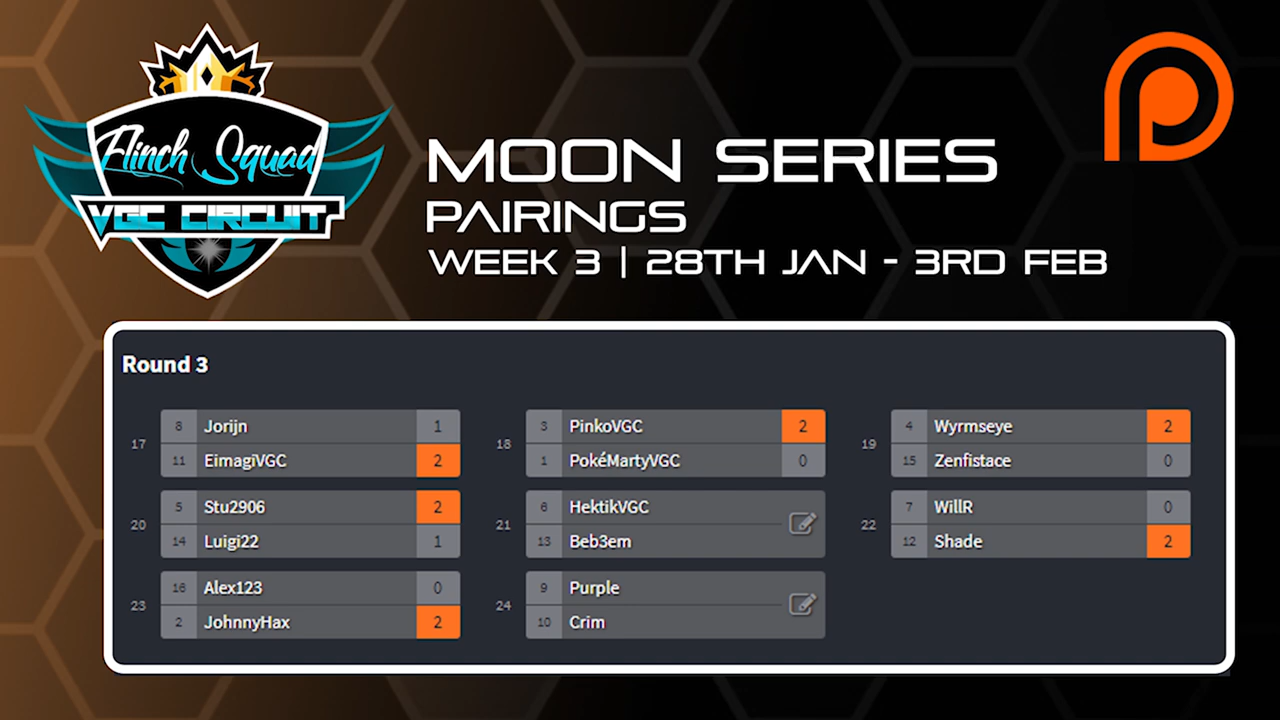 Flinch Squad
VGC CIRCUIT
MOON SERIES
PAIRINGS
WEEK 3 | 28TH JAN - 3RD FEB
Round 3
17
8 Jorijn 1
11 EimagiVGC 2
18
3 PinkoVGC 2
1 PokéMartyVGC 0
19
4 Wyrmseye 2
15 Zenfistace 0
20
5 Stu2906 2
14 Luigi22 1
21
6 HektikVGC
13 Beb3em
22
7 WillR 0
12 Shade 2
23
16 Alex123 0
2 JohnnyHax 2
24
9 Purple
10 Crim